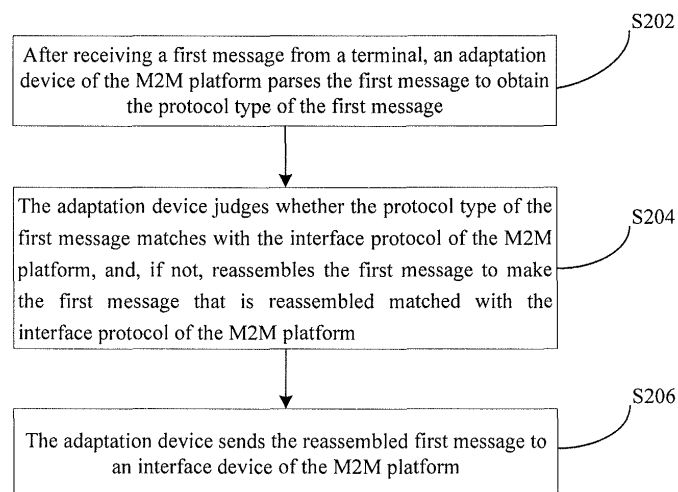 S202
After receiving a first message from a terminal, an adaptation
device of the M2M platform parses the first message to obtain
the protocol type of the first message
S204
The adaptation device judges whether the protocol type of the
first message matches with the interface protocol of the M2M
platform, and, if not, reassembles the first message to make
the first message that is reassembled matched with the
interface protocol of the M2M platform
S206
The adaptation device sends the reassembled first message to
an interface device of the M2M platform